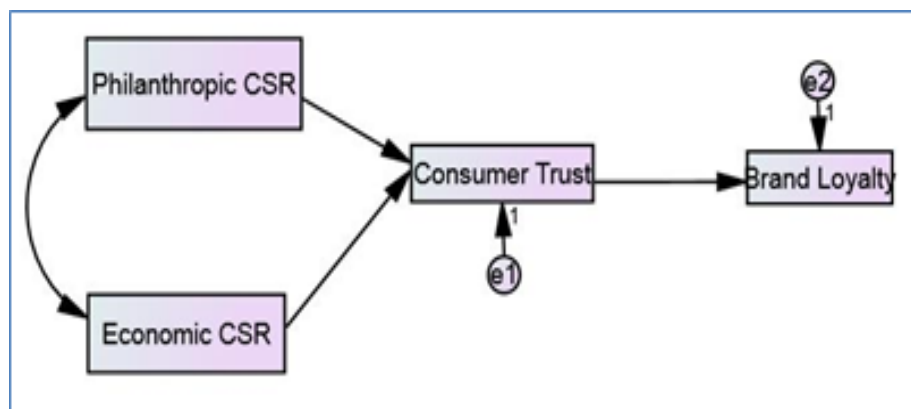 Philanthropic CSR
e2
1
Consumer Trust
Brand Loyalty
1
e1
Economic CSR